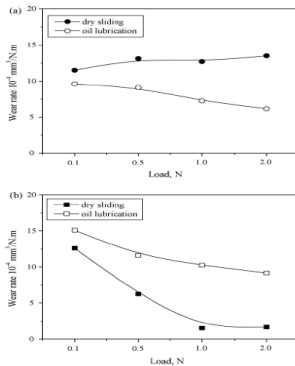 (a)
20
dry sliding
oil lubrication
15
Wear rate 10⁻⁴ mm³/N.m
10
5
0
0.1 0.5 1.0 2.0
Load, N
(b)
20
dry sliding
oil lubrication
15
Wear rate 10⁻⁴ mm³/N.m
10
5
0
0.1 0.5 1.0 2.0
Load, N